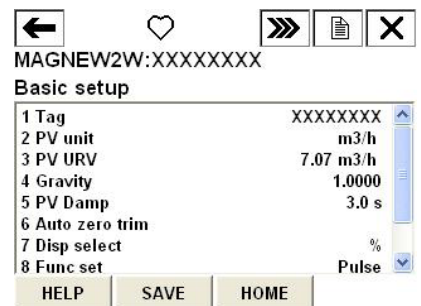 MAGNEW2W:XXXXXXXX
Basic setup
1 Tag XXXXXXXX
2 PV unit m3/h
3 PV URV 7.07 m3/h
4 Gravity 1.0000
5 PV Damp 3.0 s
6 Auto zero trim
7 Disp select %
8 Func set Pulse
HELP SAVE HOME